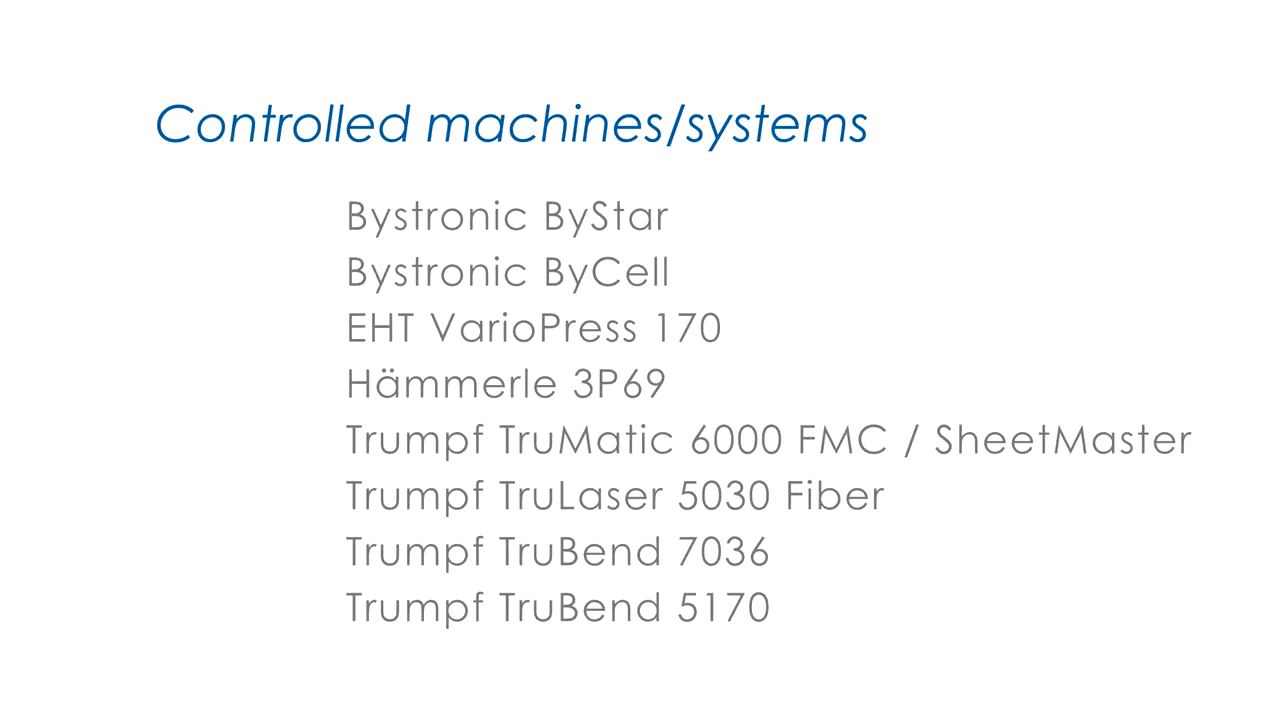 Controlled machines/systems
Bystronic ByStar
Bystronic ByCell
EHT VarioPress 170
Hämmerle 3P69
Trumpf TruMatic 6000 FMC / SheetMaster
Trumpf TruLaser 5030 Fiber
Trumpf TruBend 7036
Trumpf TruBend 5170